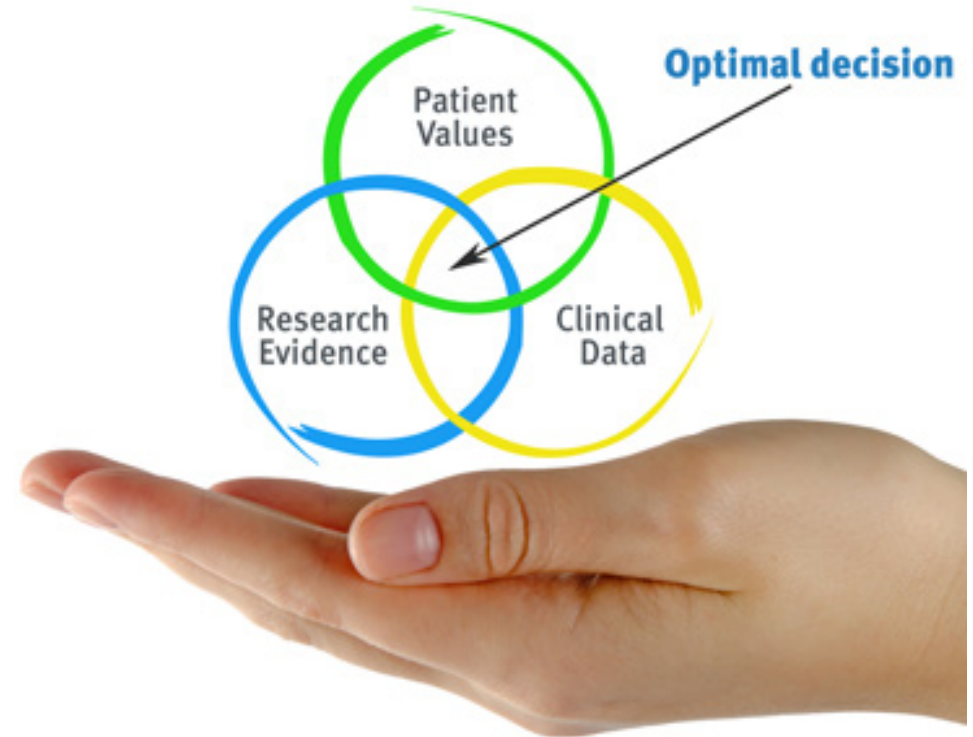 Optimal decision
Patient
Values
Research
Evidence
Clinical
Data